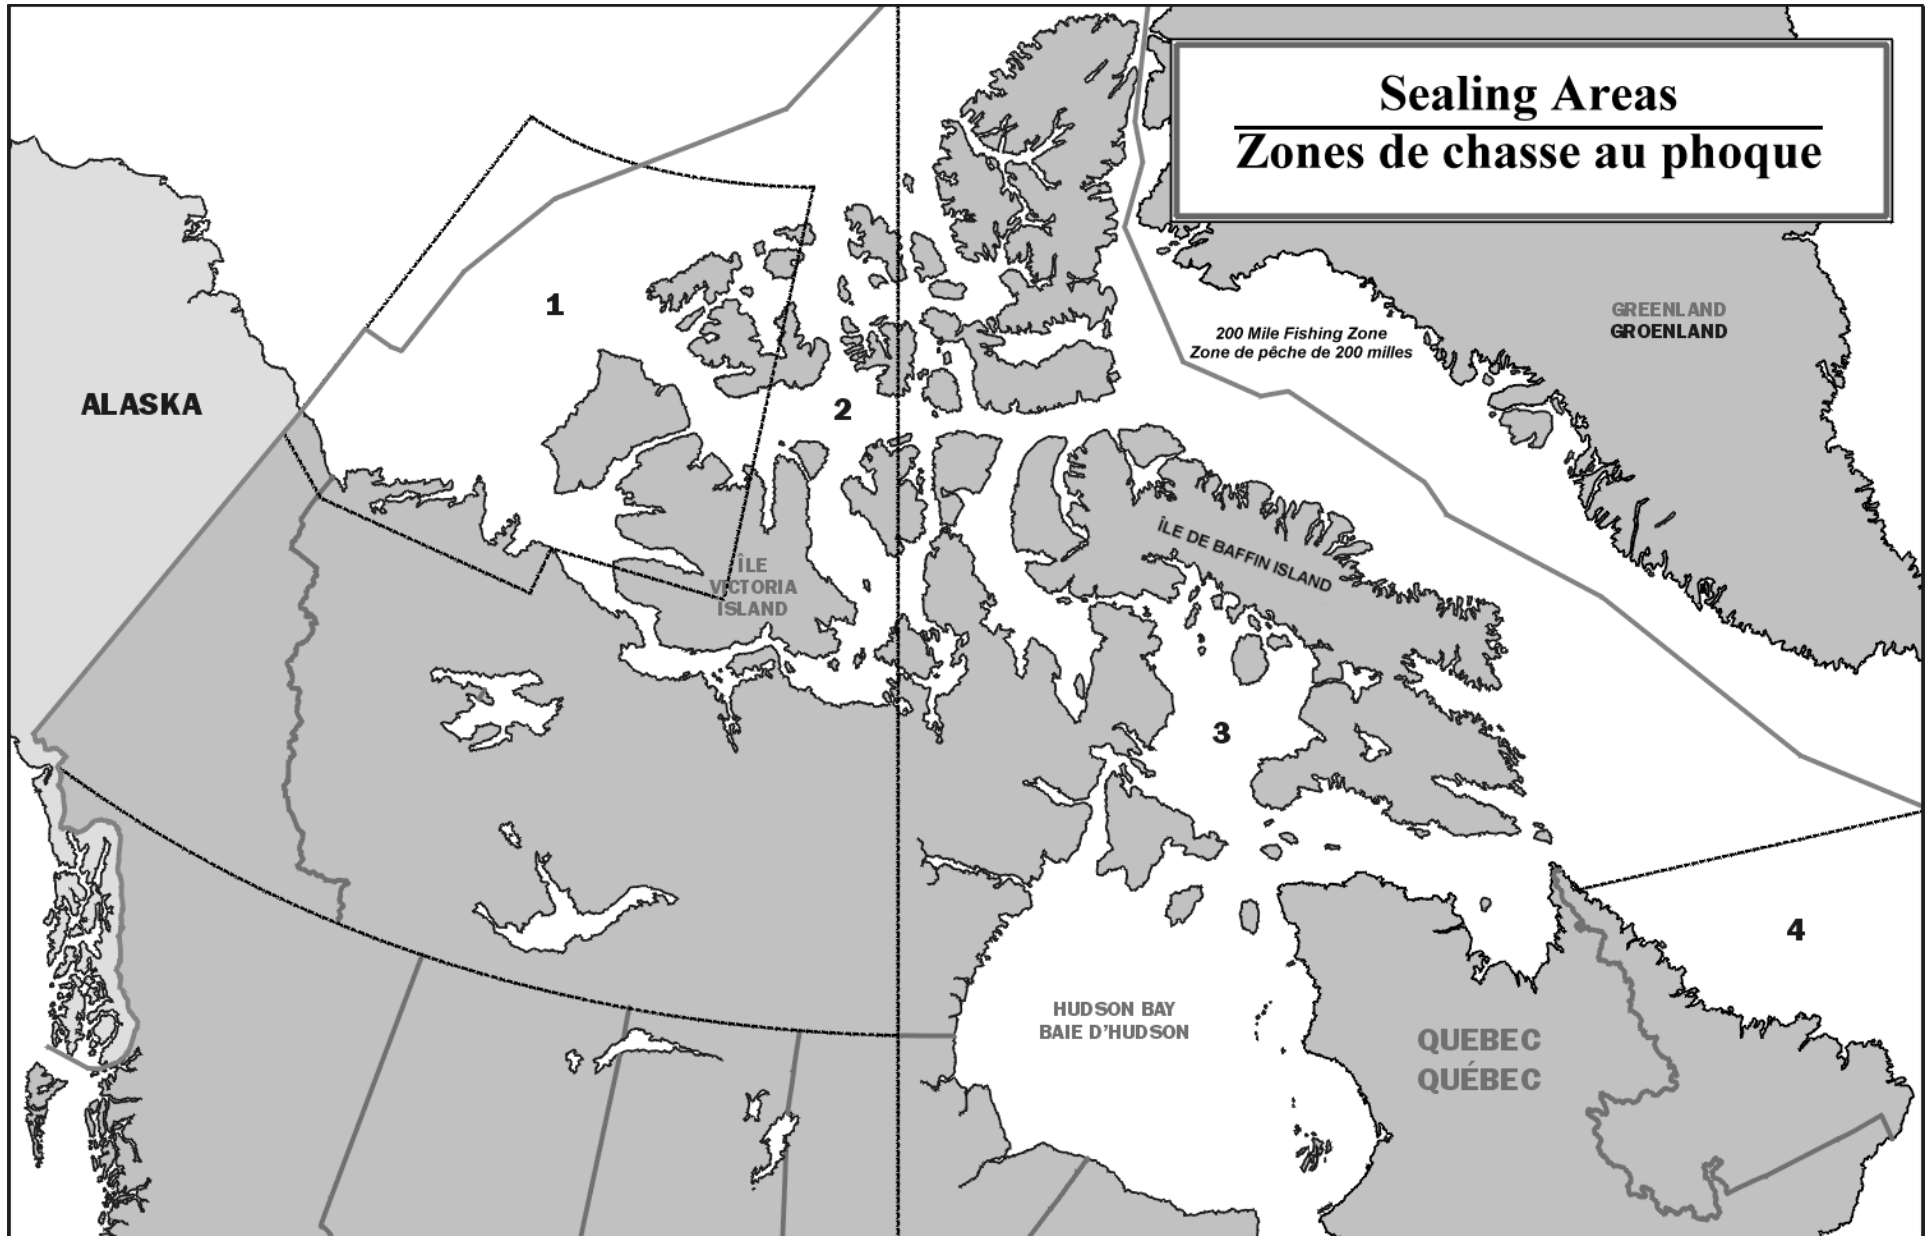 Sealing Areas
Zones de chasse au phoque
1
GREENLAND
GROENLAND
200 Mile Fishing Zone
Zone de pêche de 200 milles
ALASKA
2
ÎLE DE BAFFIN ISLAND
ÎLE
VICTORIA
ISLAND
3
4
HUDSON BAY
BAIE D'HUDSON
QUEBEC
QUÉBEC